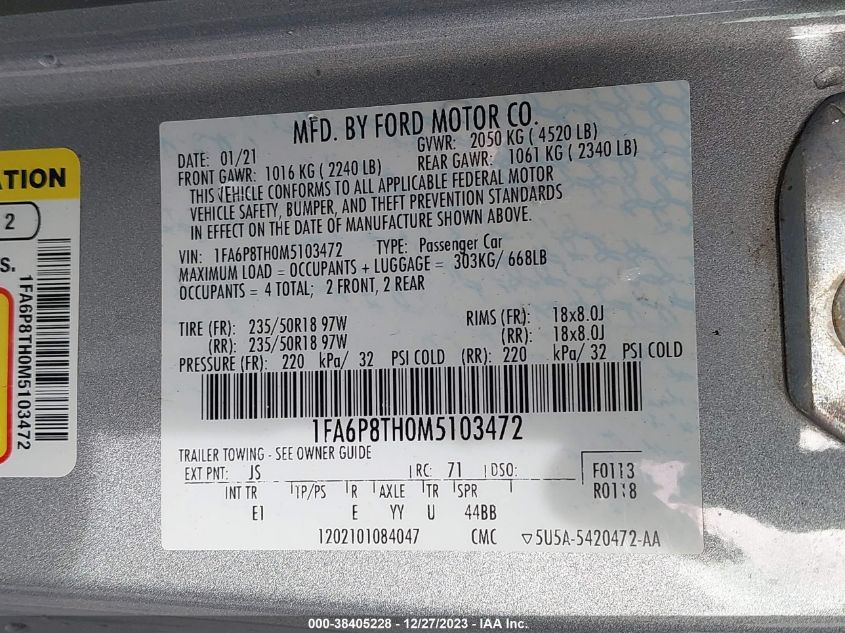 ATION
2
S.
1FA6P8TH0M5103472
MFD. BY FORD MOTOR CO.
DATE: 01/21
GVWR: 2050 KG ( 4520 LB)
FRONT GAWR: 1016 KG ( 2240 LB)
REAR GAWR: 1061 KG ( 2340 LB)
THIS VEHICLE CONFORMS TO ALL APPLICABLE FEDERAL MOTOR
VEHICLE SAFETY, BUMPER, AND THEFT PREVENTION STANDARDS
IN EFFECT ON THE DATE OF MANUFACTURE SHOWN ABOVE.
VIN: 1FA6P8TH0M5103472 TYPE: Passenger Car
MAXIMUM LOAD = OCCUPANTS + LUGGAGE = 303KG/ 668LB
OCCUPANTS = 4 TOTAL; 2 FRONT, 2 REAR
TIRE (FR): 235/50R18 97W RIMS (FR): 18x8.0J
(RR): 235/50R18 97W (RR): 18x8.0J
PRESSURE (FR): 220 kPa/ 32 PSI COLD (RR): 220 kPa/ 32 PSI COLD
1FA6P8TH0M5103472
TRAILER TOWING - SEE OWNER GUIDE
EXT PNT: JS RC: 71 DSO: F0113
INT TR TP/PS R AXLE TR SPR R0118
E1 E YY U 44BB
1202101084047 CMC ▽5U5A-5420472-AA
000-38405228 - 12/27/2023 - IAA Inc.